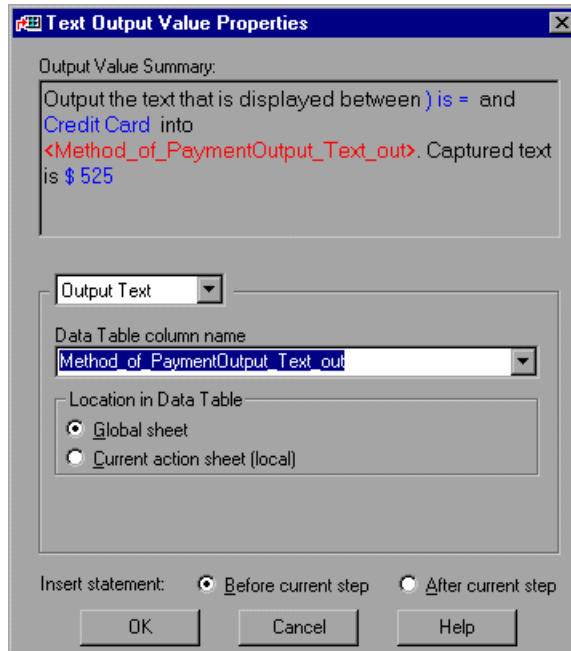 Text Output Value Properties
Output Value Summary:
Output the text that is displayed between ) is = and
Credit Card into
<Method_of_PaymentOutput_Text_out>. Captured text
is $ 525
Output Text
Data Table column name
Method_of_PaymentOutput_Text_out
Location in Data Table
Global sheet
Current action sheet (local)
Insert statement: Before current step After current step
OK Cancel Help